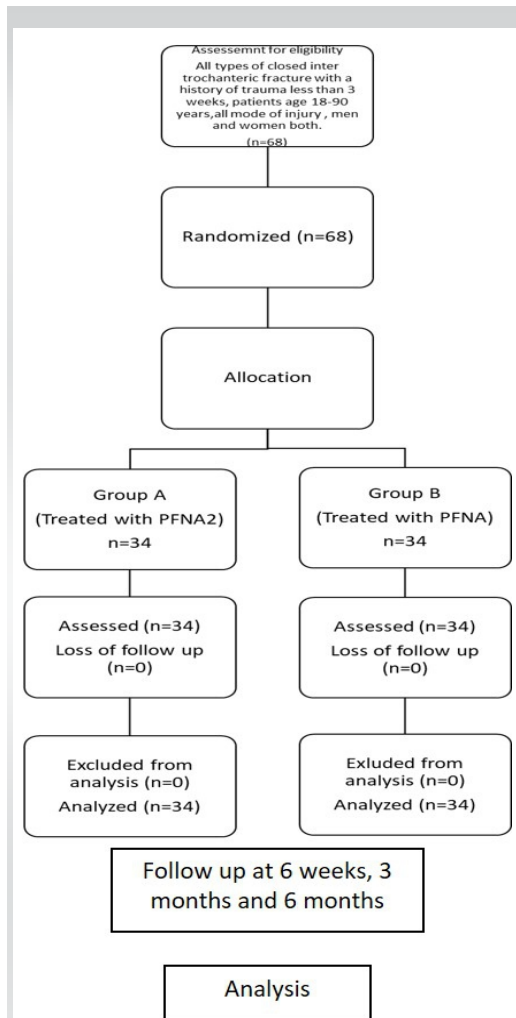 Assessemnt for eligibility
All types of closed inter
trochanteric fracture with a
history of trauma less than 3
weeks, patients age 18-90
years,all mode of injury , men
and women both.
(n=68)
Randomized (n=68)
Allocation
Group A
(Treated with PFNA2)
n=34
Group B
(Treated with PFNA)
n=34
Assessed (n=34)
Loss of follow up
(n=0)
Assessed (n=34)
Loss of follow up
(n=0)
Excluded from
analysis (n=0)
Analyzed (n=34)
Exluded from
analysis (n=0)
Analyzed (n=34)
Follow up at 6 weeks, 3
months and 6 months
Analysis